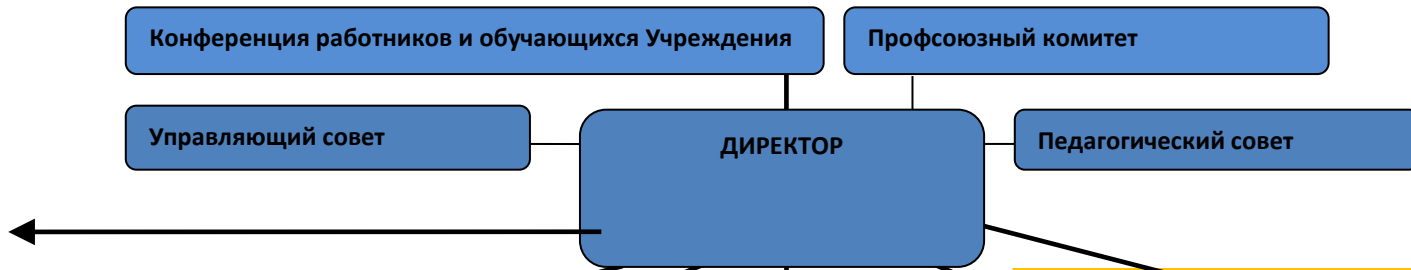 Конференция работников и обучающихся Учреждения
Профсоюзный комитет
Управляющий совет
ДИРЕКТОР
Педагогический совет